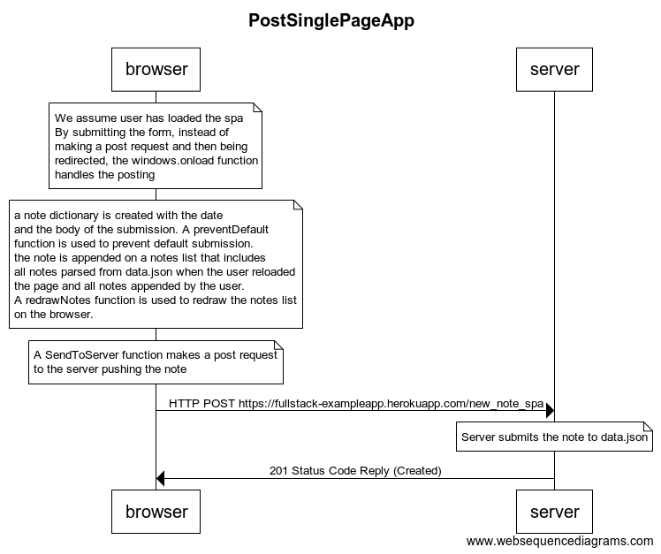 PostSinglePageApp
browser
server
We assume user has loaded the spa
By submitting the form, instead of
making a post request and then being
redirected, the windows.onload function
handles the posting
a note dictionary is created with the date
and the body of the submission. A preventDefault
function is used to prevent default submission.
the note is appended on a notes list that includes
all notes parsed from data.json when the user reloaded
the page and all notes appended by the user.
A redrawNotes function is used to redraw the notes list
on the browser.
A SendToServer function makes a post request
to the server pushing the note
HTTP POST https://fullstack-exampleapp.herokuapp.com/new_note_spa
Server submits the note to data.json
201 Status Code Reply (Created)
browser
server
www.websequencediagrams.com